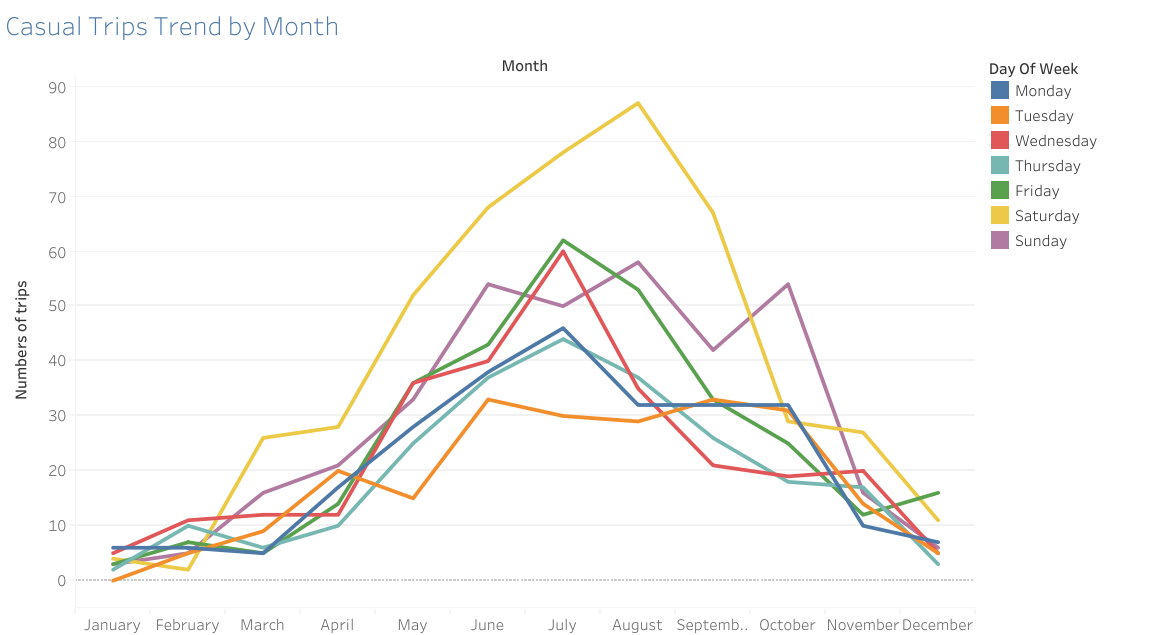 Casual Trips Trend by Month
Month
Day Of Week
Monday
Tuesday
Wednesday
Thursday
Friday
Saturday
Sunday
Numbers of trips
90
80
70
60
50
40
30
20
10
0
January February March April May June July August Septemb.. October November December